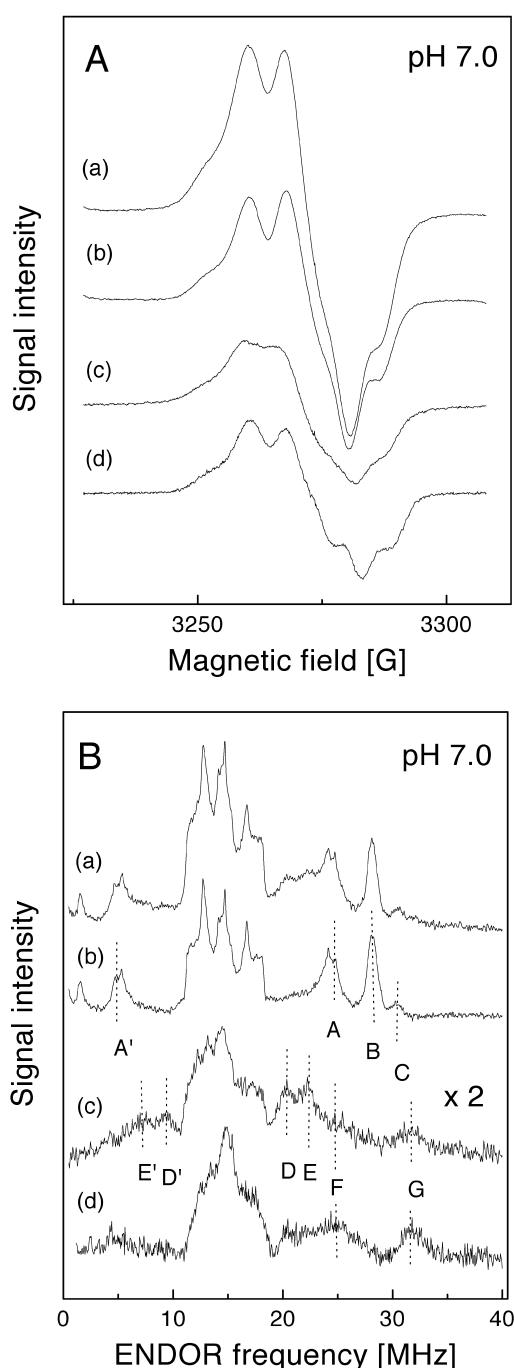 A pH 7.0
(a)
(b)
(c)
(d)
Signal intensity
3250 3300
Magnetic field [G]
B pH 7.0
(a)
(b)
A' A B C
(c) x 2
E' D' D E F G
(d)
Signal intensity
0 10 20 30 40
ENDOR frequency [MHz]